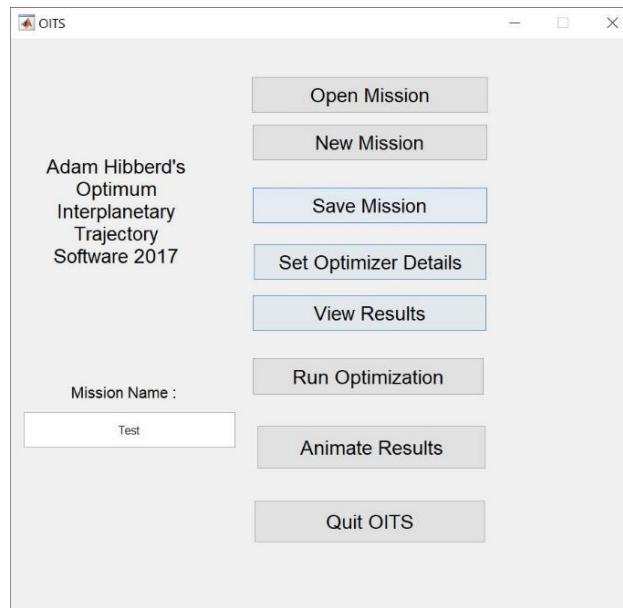 OITS
Open Mission
New Mission
Adam Hibberd's
Optimum
Interplanetary
Trajectory
Software 2017
Save Mission
Set Optimizer Details
View Results
Run Optimization
Mission Name :
Test
Animate Results
Quit OITS